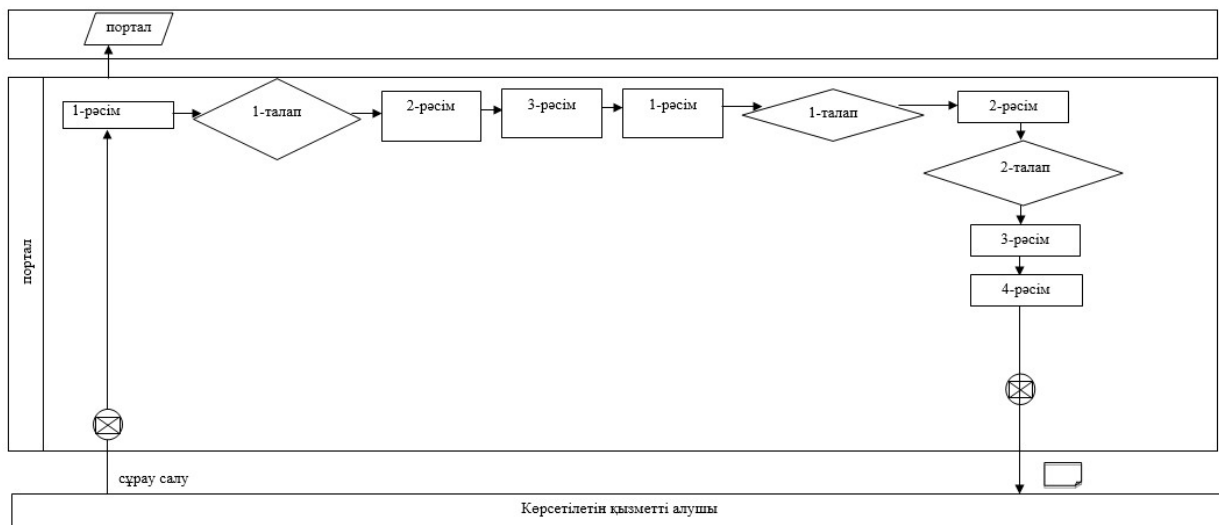 портал
портал
1-рәсім
1-талап
2-рәсім
3-рәсім
1-рәсім
1-талап
2-рәсім
2-талап
3-рәсім
4-рәсім
сұрау салу
Көрсетілетін қызметті алушы